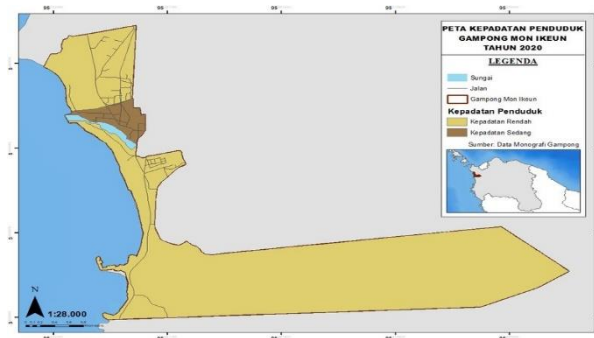 PETA KEPADATAN PENDUDUK
GAMPONG MON IKEUN
TAHUN 2020
LEGENDA
Sungai
Jalan
Gampong Mon Ikeun
Kepadatan Penduduk
Kepadatan Rendah
Kepadatan Sedang
Sumber: Data Monografi Gampong
N
1:28.000